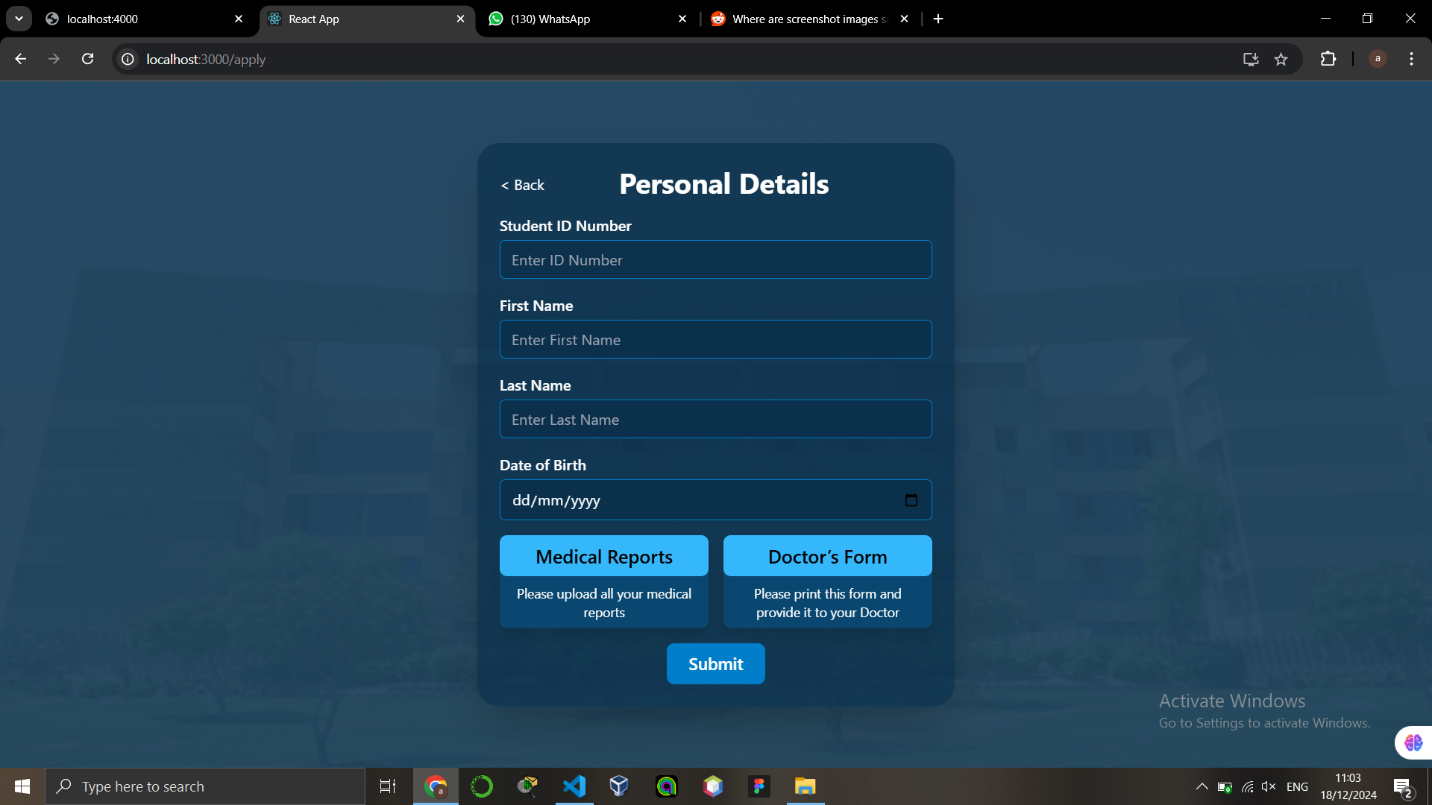 localhost:4000
React App
(130) WhatsApp
Where are screenshot images s
localhost:3000/apply
a
< Back
Personal Details
Student ID Number
Enter ID Number
First Name
Enter First Name
Last Name
Enter Last Name
Date of Birth
dd/mm/yyyy
Medical Reports
Doctor’s Form
Please upload all your medical
reports
Please print this form and
provide it to your Doctor
Submit
Activate Windows
Go to Settings to activate Windows.
Type here to search
ENG
11:03
18/12/2024
2